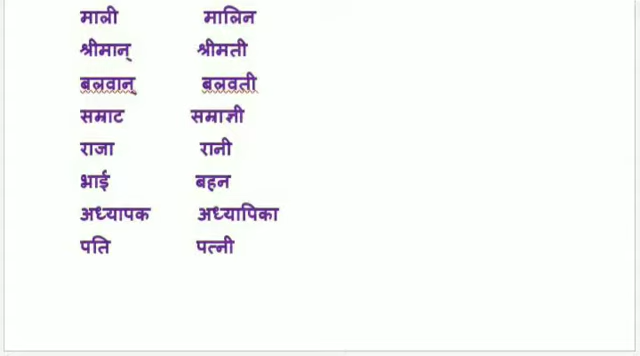 माली मालिन
श्रीमान् श्रीमती
बलवान् बलवती
सम्राट सम्राज्ञी
राजा रानी
भाई बहन
अध्यापक अध्यापिका
पति पत्नी